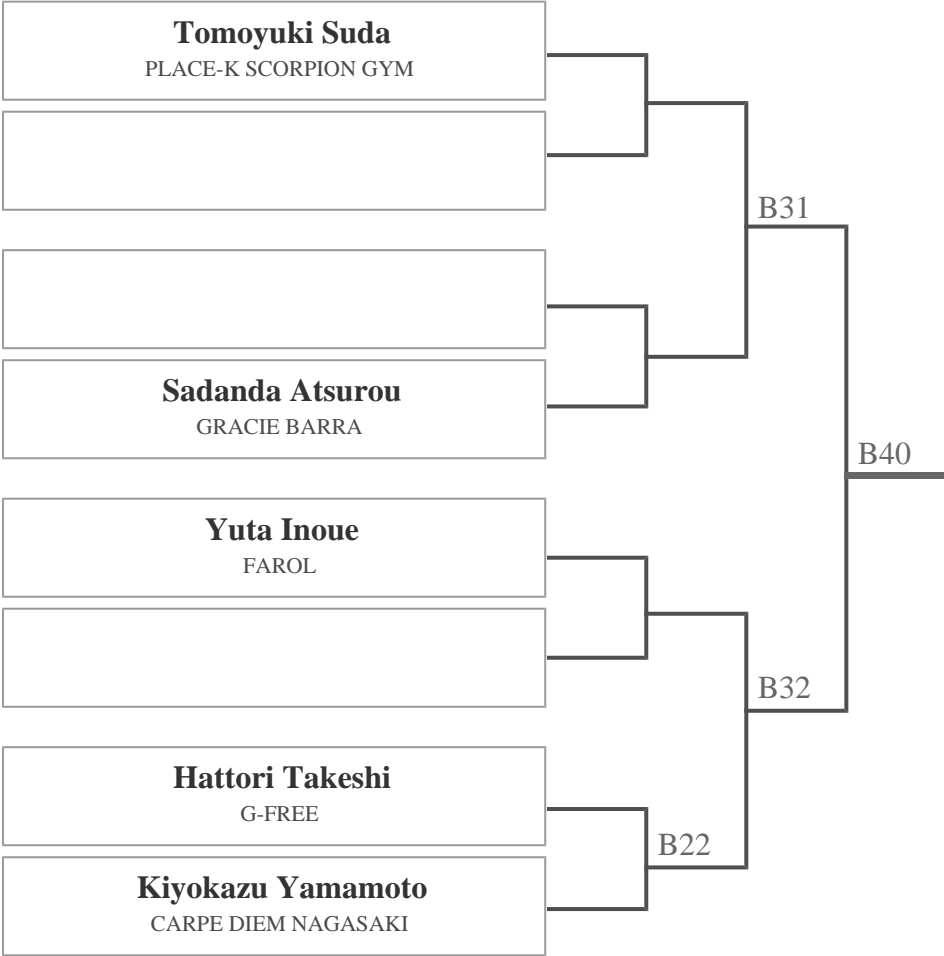 Tomoyuki Suda
PLACE-K SCORPION GYM
B31
Sadanda Atsurou
GRACIE BARRA
B40
Yuta Inoue
FAROL
B32
Hattori Takeshi
G-FREE
B22
Kiyokazu Yamamoto
CARPE DIEM NAGASAKI